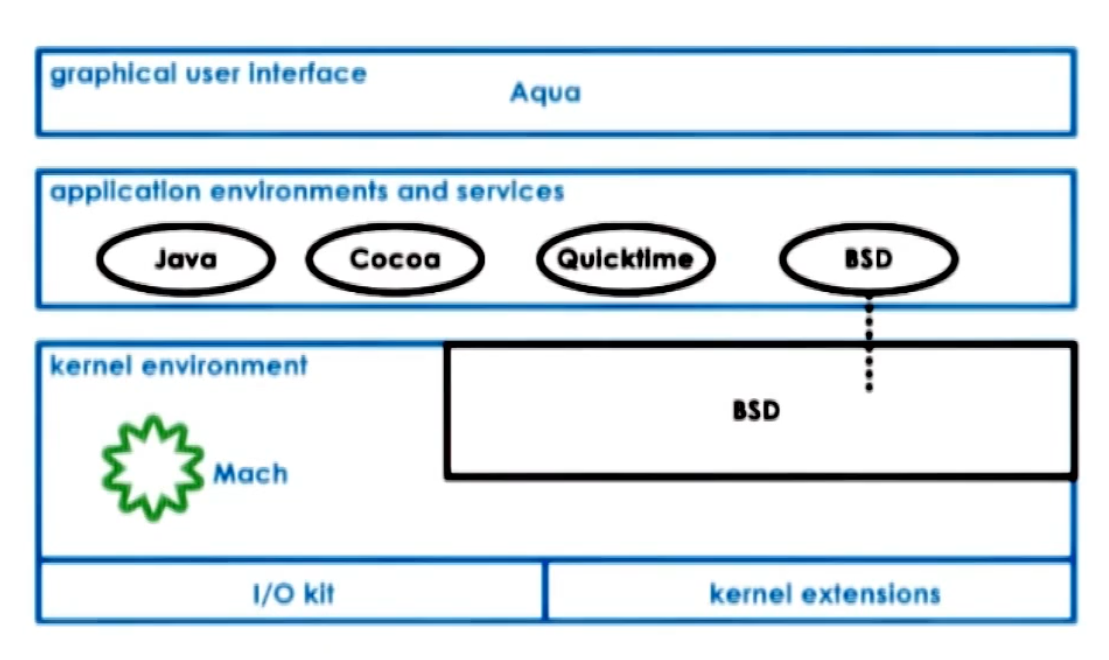 graphical user interface
Aqua
application environments and services
Java
Cocoa
Quicktime
BSD
kernel environment
BSD
Mach
I/O kit
kernel extensions